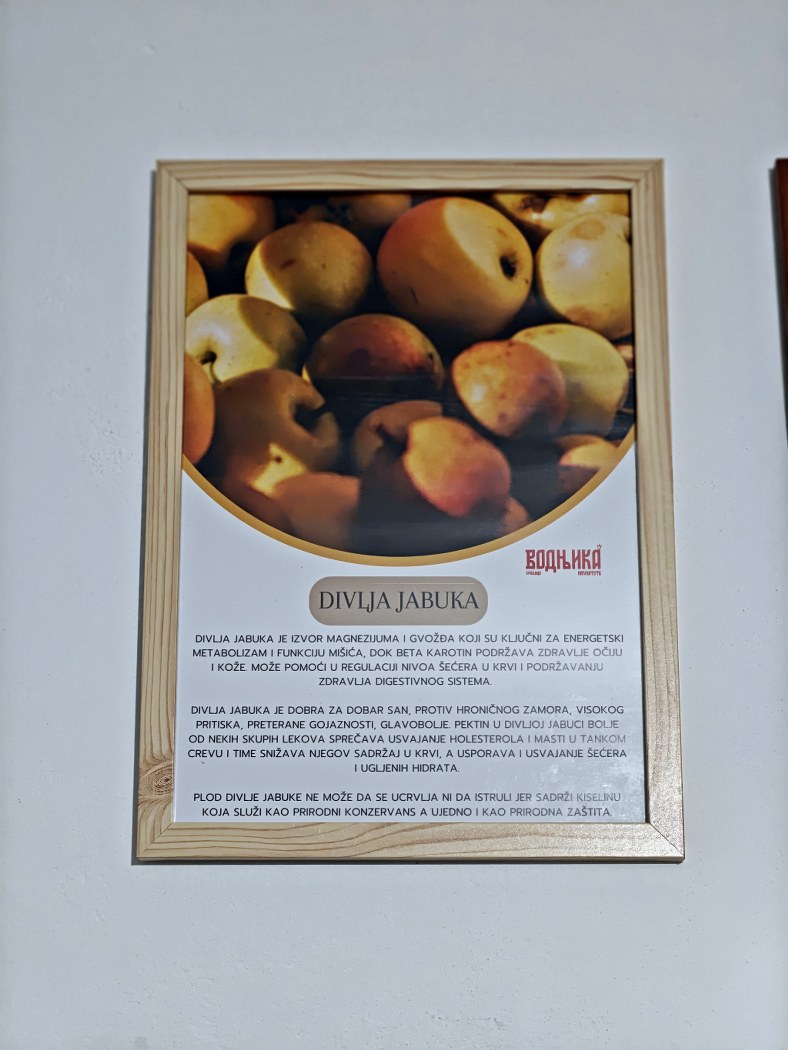 ВОДЊИКА
DIVLJA JABUKA
DIVLJA JABUKA JE IZVOR MAGNEZIJUMA I GVOŽĐA KOJI SU KLJUČNI ZA ENERGETSKI
METABOLIZAM I FUNKCIJU MIŠIĆA, DOK BETA KAROTIN PODRŽAVA ZDRAVLJE OČIJU
I KOŽE. MOŽE POMOĆI U REGULACIJI NIVOA ŠEĆERA U KRVI I PODRŽAVANJU
ZDRAVLJA DIGESTIVNOG SISTEMA.
DIVLJA JABUKA JE DOBRA ZA DOBAR SAN, PROTIV HRONIČNOG ZAMORA, VISOKOG
PRITISKA, PRETERANE GOJAZNOSTI, GLAVOBOLJE. PEKTIN U DIVLJOJ JABUCI BOLJE
OD NEKIH SKUPIH LEKOVA SPREČAVA USVAJANJE HOLESTEROLA I MASTI U TANKOM
CREVU I TIME SNIŽAVA NJEGOV SADRŽAJ U KRVI, A USPORAVA I USVAJANJE ŠEĆERA
I UGLJENIH HIDRATA.
PLOD DIVLJE JABUKE NE MOŽE DA SE UCRVLJA NI DA ISTRULI JER SADRŽI KISELINU
KOJA SLUŽI KAO PRIRODNI KONZERVANS A UJEDNO I KAO PRIRODNA ZAŠTITA.